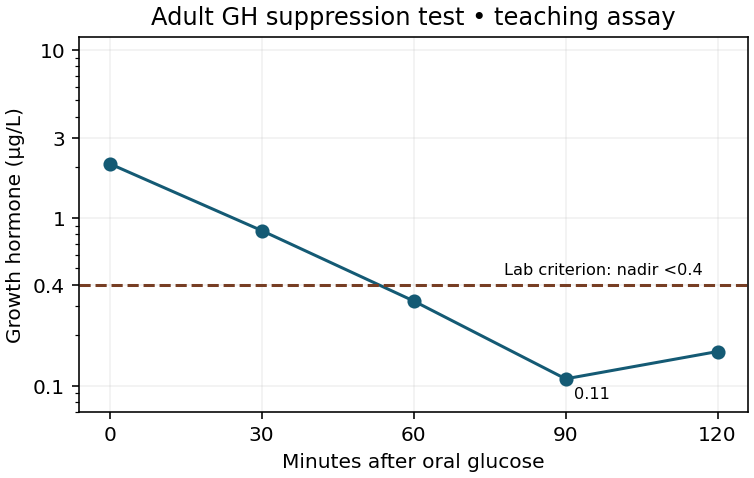 Adult GH suppression test • teaching assay
Growth hormone (µg/L)
10
3
1
0.4
0.1
Lab criterion: nadir <0.4
0.11
0
30
60
90
120
Minutes after oral glucose